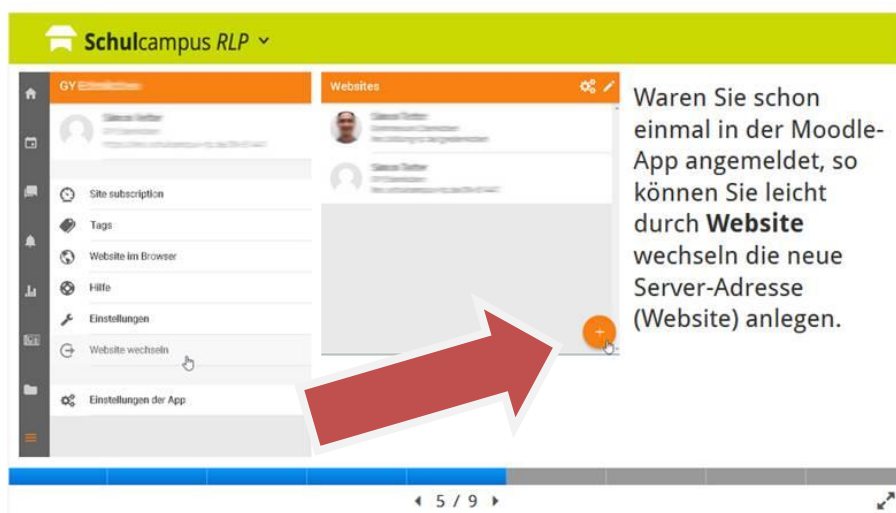 Schulcampus RLP
GY
Site subscription
Tags
Website im Browser
Hilfe
Einstellungen
Website wechseln
Einstellungen der App
Websites
+
Waren Sie schon
einmal in der Moodle-
App angemeldet, so
können Sie leicht
durch Website
wechseln die neue
Server-Adresse
(Website) anlegen.
5 / 9